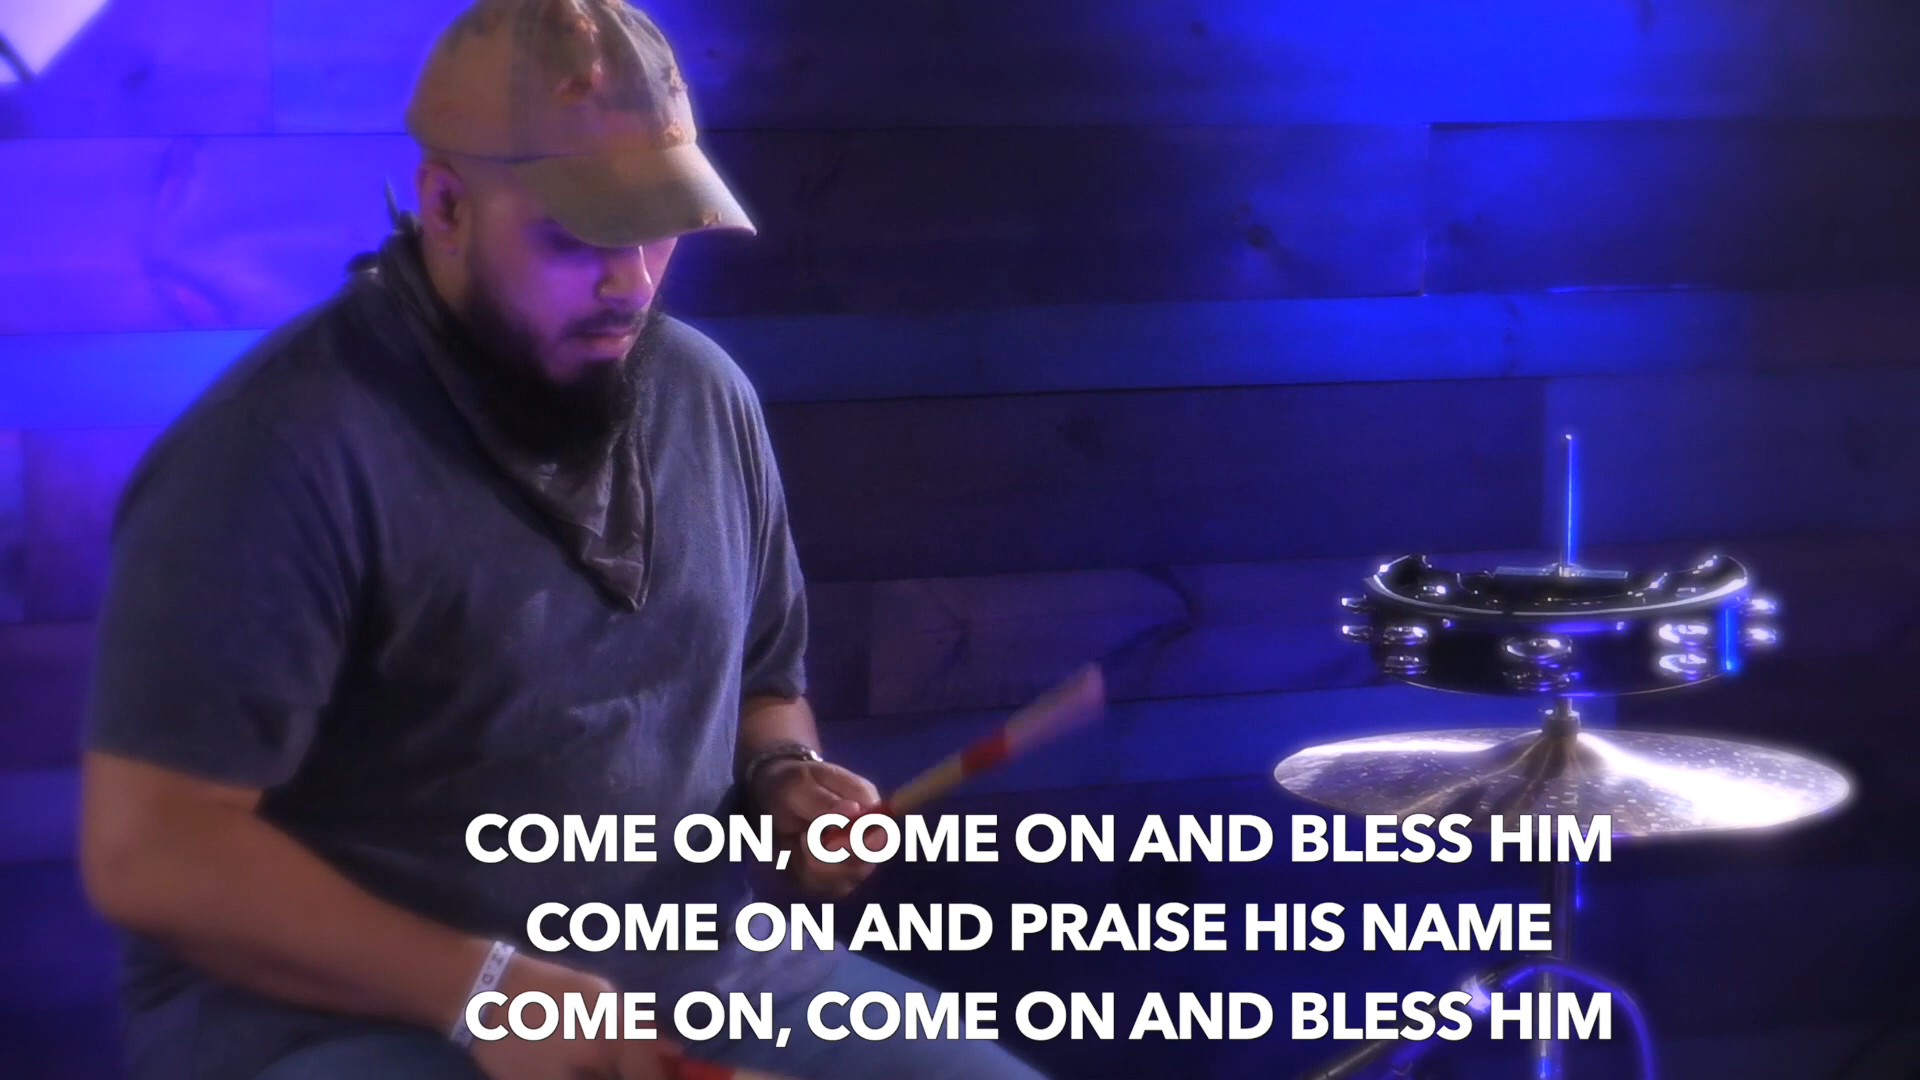 COME ON, COME ON AND BLESS HIM
COME ON AND PRAISE HIS NAME
COME ON, COME ON AND BLESS HIM